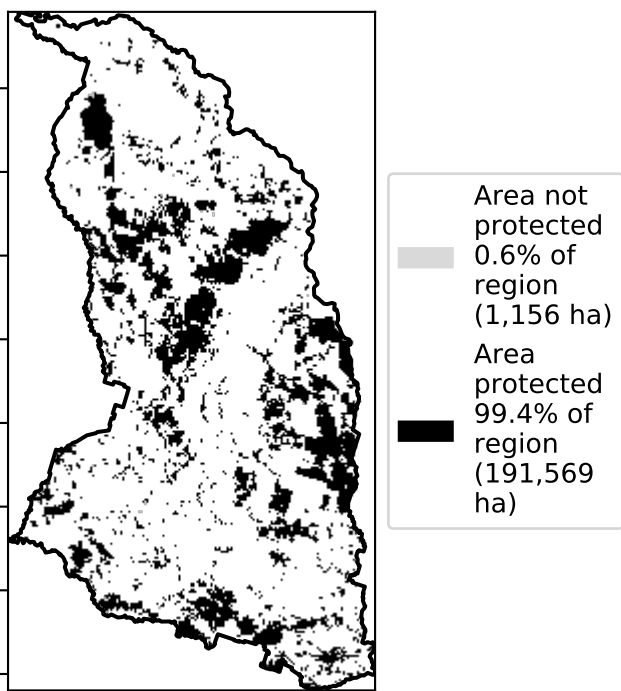 Area not
protected
0.6% of
region
(1,156 ha)
Area
protected
99.4% of
region
(191,569
ha)